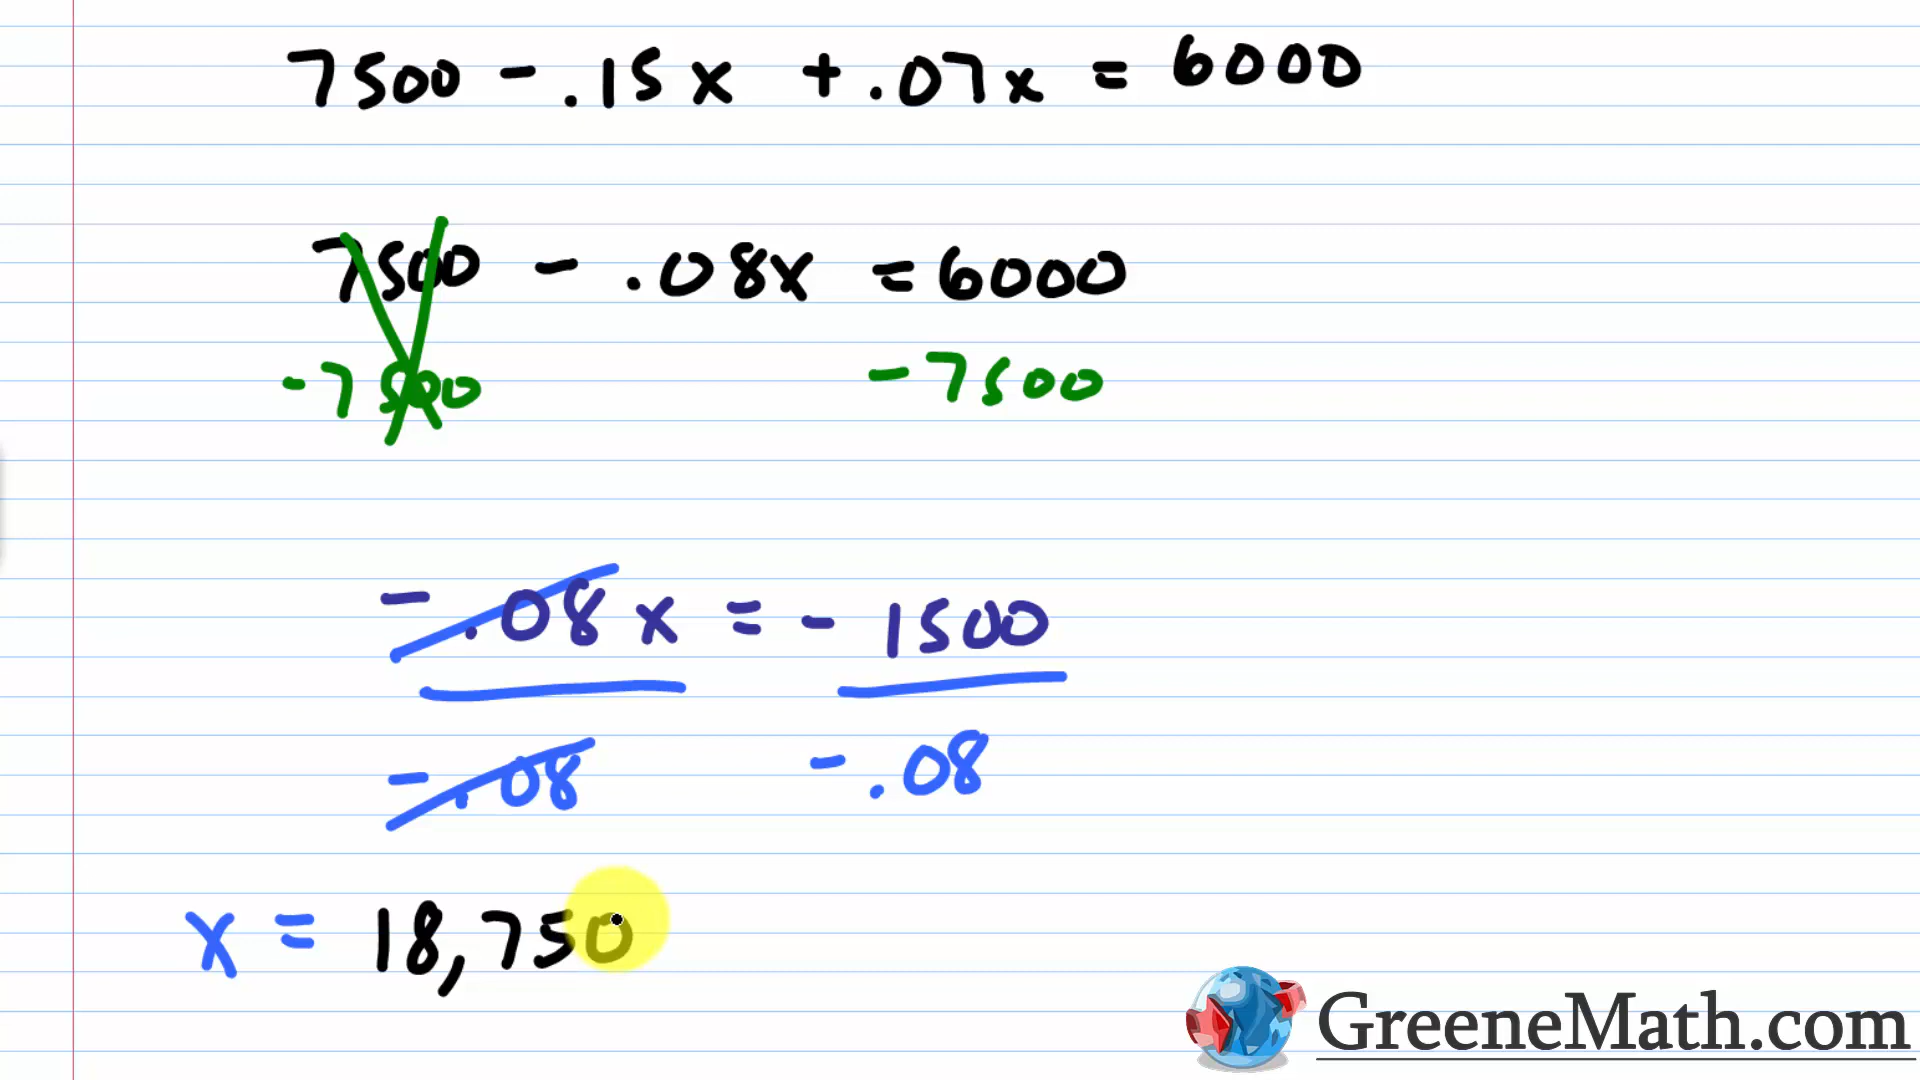 7500 - .15x + .07x = 6000
7500 - .08x = 6000
-7500 -7500
- .08x = - 1500
- .08 - .08
x = 18,750
GreeneMath.com